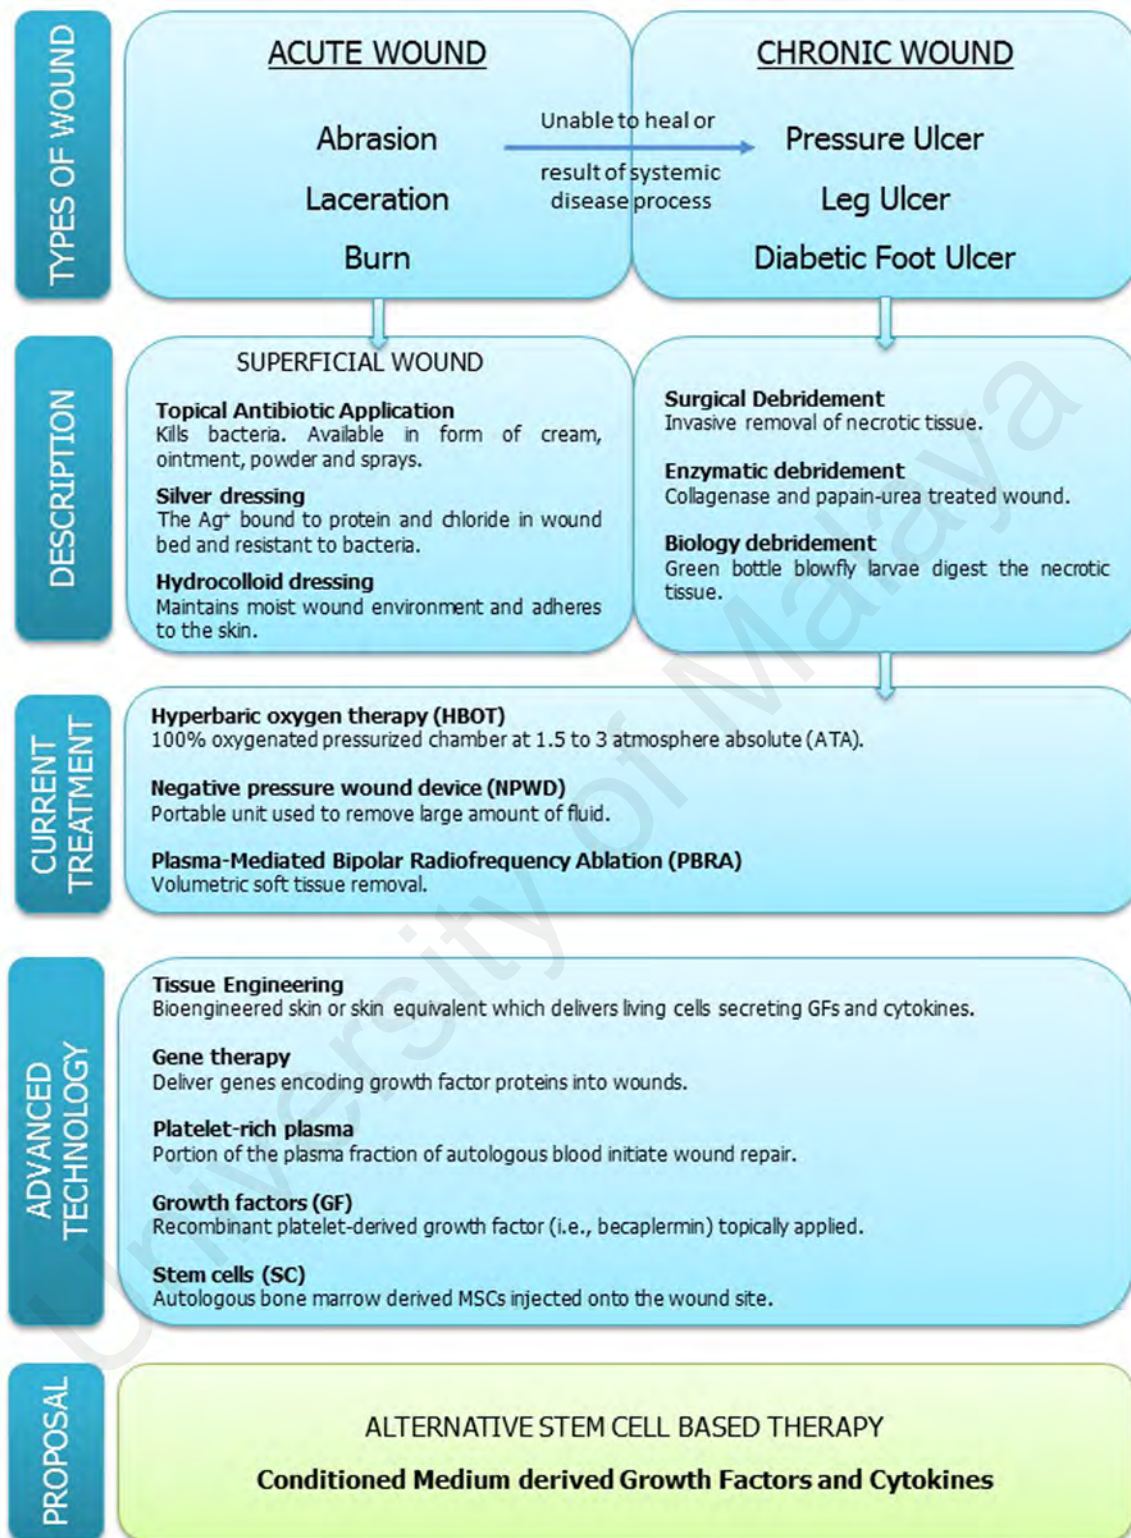 TYPES OF WOUND
ACUTE WOUND
Abrasion
Laceration
Burn
Unable to heal or
result of systemic
disease process
CHRONIC WOUND
Pressure Ulcer
Leg Ulcer
Diabetic Foot Ulcer
DESCRIPTION
SUPERFICIAL WOUND
Topical Antibiotic Application
Kills bacteria. Available in form of cream,
ointment, powder and sprays.
Silver dressing
The Ag⁺ bound to protein and chloride in wound
bed and resistant to bacteria.
Hydrocolloid dressing
Maintains moist wound environment and adheres
to the skin.
Surgical Debridement
Invasive removal of necrotic tissue.
Enzymatic debridement
Collagenase and papain-urea treated wound.
Biology debridement
Green bottle blowfly larvae digest the necrotic
tissue.
CURRENT
TREATMENT
Hyperbaric oxygen therapy (HBOT)
100% oxygenated pressurized chamber at 1.5 to 3 atmosphere absolute (ATA).
Negative pressure wound device (NPWD)
Portable unit used to remove large amount of fluid.
Plasma-Mediated Bipolar Radiofrequency Ablation (PBRA)
Volumetric soft tissue removal.
ADVANCED
TECHNOLOGY
Tissue Engineering
Bioengineered skin or skin equivalent which delivers living cells secreting GFs and cytokines.
Gene therapy
Deliver genes encoding growth factor proteins into wounds.
Platelet-rich plasma
Portion of the plasma fraction of autologous blood initiate wound repair.
Growth factors (GF)
Recombinant platelet-derived growth factor (i.e., becaplermin) topically applied.
Stem cells (SC)
Autologous bone marrow derived MSCs injected onto the wound site.
PROPOSAL
ALTERNATIVE STEM CELL BASED THERAPY
Conditioned Medium derived Growth Factors and Cytokines
University of Malaya